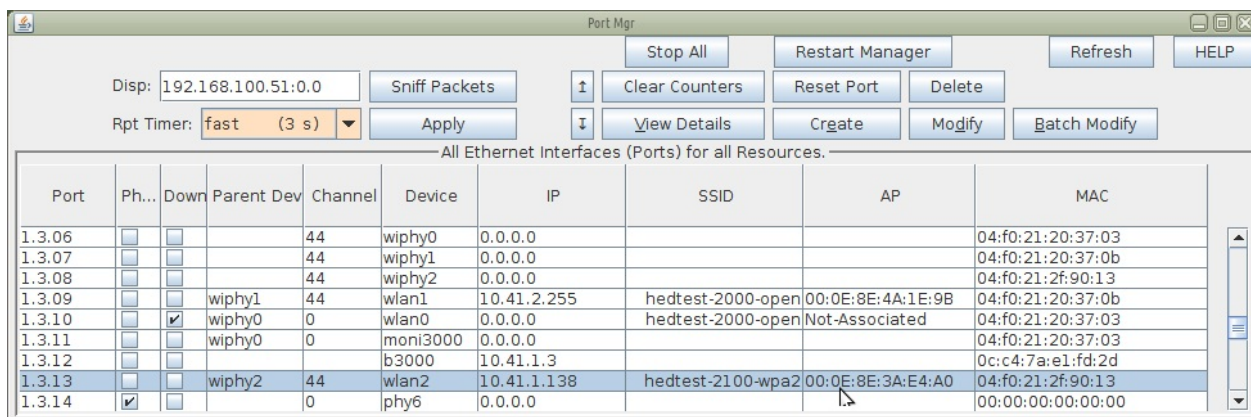 Port Mgr
Stop All Restart Manager Refresh HELP
Disp: 192.168.100.51:0.0 Sniff Packets ↥ Clear Counters Reset Port Delete
Rpt Timer: fast (3 s) Apply ↧ View Details Create Modify Batch Modify
All Ethernet Interfaces (Ports) for all Resources.
Port Ph... Down Parent Dev Channel Device IP SSID AP MAC
1.3.06 44 wiphy0 0.0.0.0 04:f0:21:20:37:03
1.3.07 44 wiphy1 0.0.0.0 04:f0:21:20:37:0b
1.3.08 44 wiphy2 0.0.0.0 04:f0:21:2f:90:13
1.3.09 wiphy1 44 wlan1 10.41.2.255 hedtest-2000-open 00:0E:8E:4A:1E:9B 04:f0:21:20:37:0b
1.3.10 wiphy0 0 wlan0 0.0.0.0 hedtest-2000-open Not-Associated 04:f0:21:20:37:03
1.3.11 wiphy0 0 moni3000 0.0.0.0 04:f0:21:20:37:03
1.3.12 b3000 10.41.1.3 0c:c4:7a:e1:fd:2d
1.3.13 wiphy2 44 wlan2 10.41.1.138 hedtest-2100-wpa2 00:0E:8E:3A:E4:A0 04:f0:21:2f:90:13
1.3.14 0 phy6 0.0.0.0 00:00:00:00:00:00